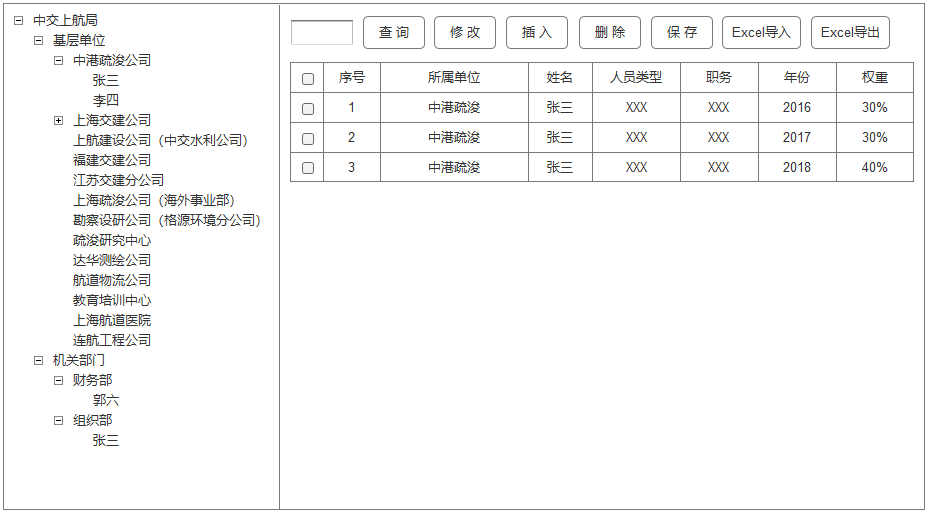 中交上航局
基层单位
中港疏浚公司
张三
李四
上海交建公司
上航建设公司（中交水利公司）
福建交建公司
江苏交建分公司
上海疏浚公司（海外事业部）
勘察设研公司（格源环境分公司）
疏浚研究中心
达华测绘公司
航道物流公司
教育培训中心
上海航道医院
连航工程公司
机关部门
财务部
郭六
组织部
张三
查 询 修 改 插 入 删 除 保 存 Excel导入 Excel导出
序号 所属单位 姓名 人员类型 职务 年份 权重
1 中港疏浚 张三 XXX XXX 2016 30%
2 中港疏浚 张三 XXX XXX 2017 30%
3 中港疏浚 张三 XXX XXX 2018 40%